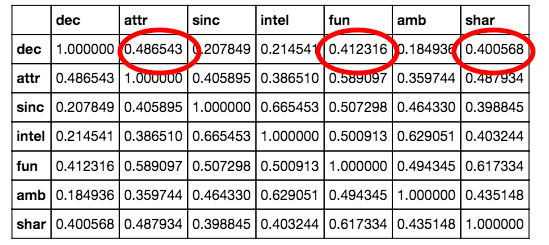 dec attr sinc intel fun amb shar
dec 1.000000 0.486543 0.207849 0.214541 0.412316 0.184936 0.400568
attr 0.486543 1.000000 0.405895 0.386510 0.589097 0.359744 0.487934
sinc 0.207849 0.405895 1.000000 0.665453 0.507298 0.464330 0.398845
intel 0.214541 0.386510 0.665453 1.000000 0.500913 0.629051 0.403244
fun 0.412316 0.589097 0.507298 0.500913 1.000000 0.494345 0.617334
amb 0.184936 0.359744 0.464330 0.629051 0.494345 1.000000 0.435148
shar 0.400568 0.487934 0.398845 0.403244 0.617334 0.435148 1.000000